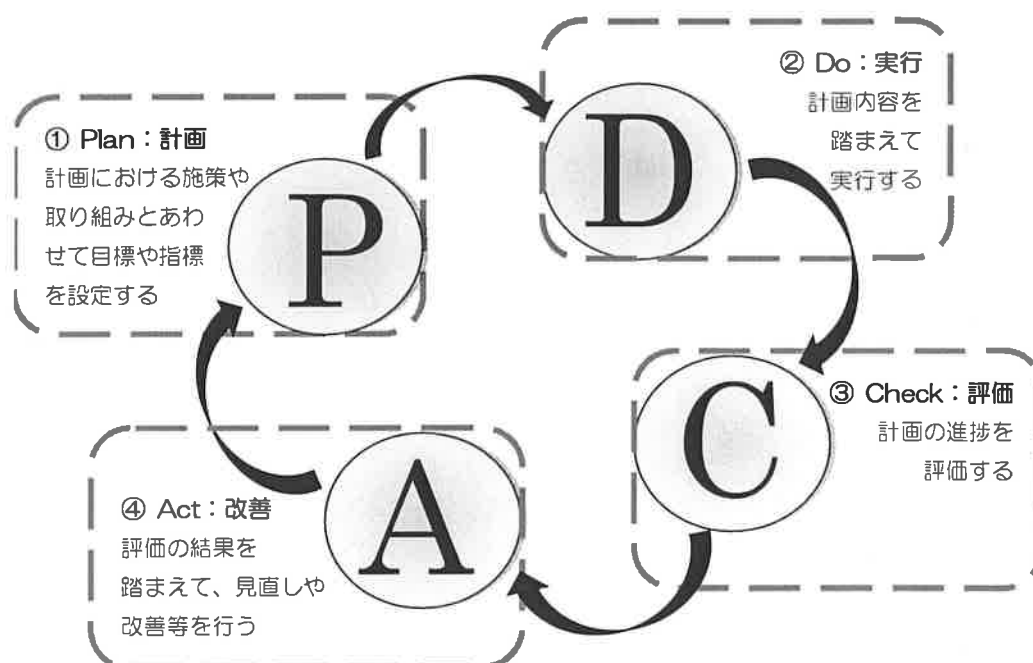 ① Plan：計画
計画における施策や
取り組みとあわ
せて目標や指標
を設定する
P
② Do：実行
計画内容を
踏まえて
実行する
D
③ Check：評価
計画の進捗を
評価する
C
④ Act：改善
評価の結果を
踏まえて、見直しや
改善等を行う
A